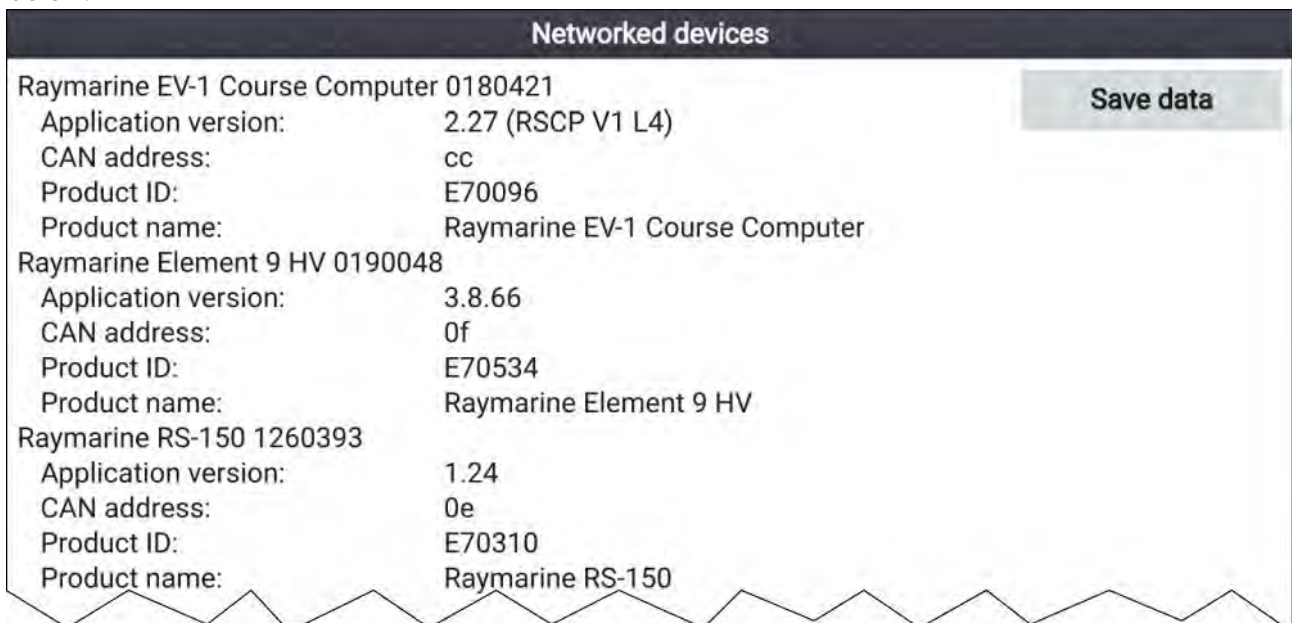 Networked devices
Save data
Raymarine EV-1 Course Computer 0180421
Application version: 2.27 (RSCP V1 L4)
CAN address: cc
Product ID: E70096
Product name: Raymarine EV-1 Course Computer
Raymarine Element 9 HV 0190048
Application version: 3.8.66
CAN address: 0f
Product ID: E70534
Product name: Raymarine Element 9 HV
Raymarine RS-150 1260393
Application version: 1.24
CAN address: 0e
Product ID: E70310
Product name: Raymarine RS-150